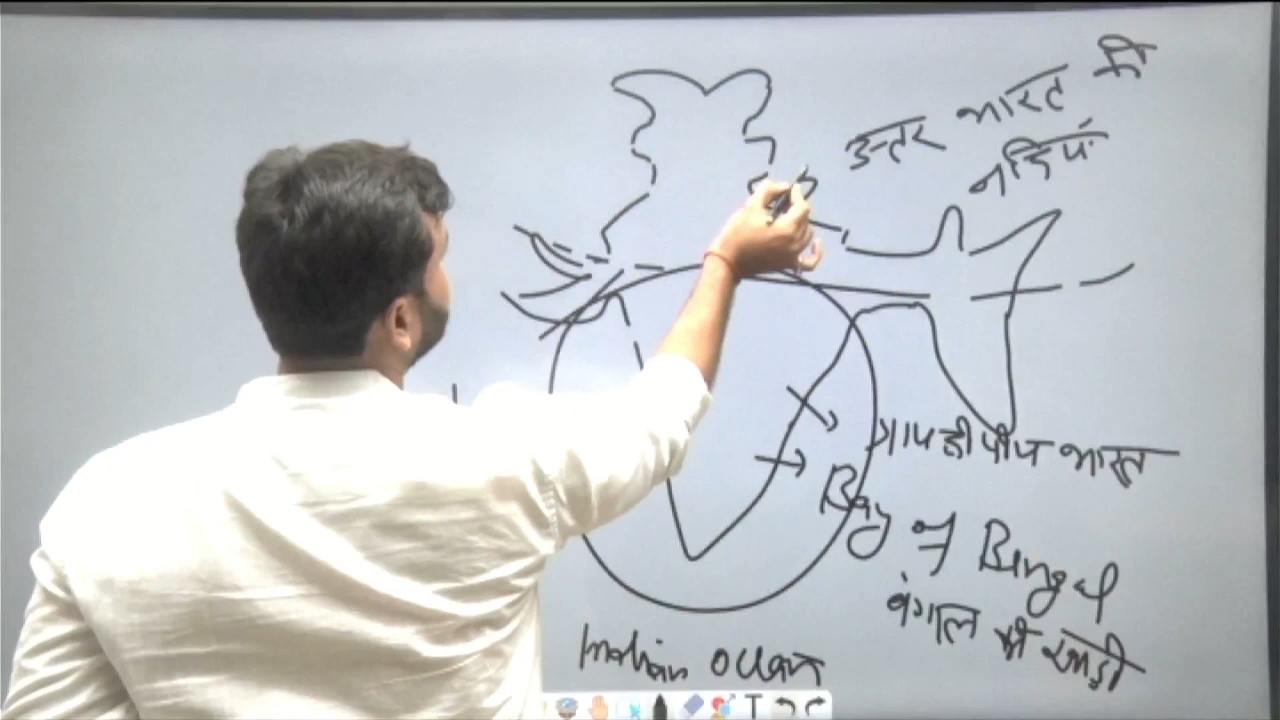 उत्तर भारत की
नदियां
प्रायद्वीपीय भारत
Bay of Bengal
बंगाल की खाड़ी
Indian Ocean
T